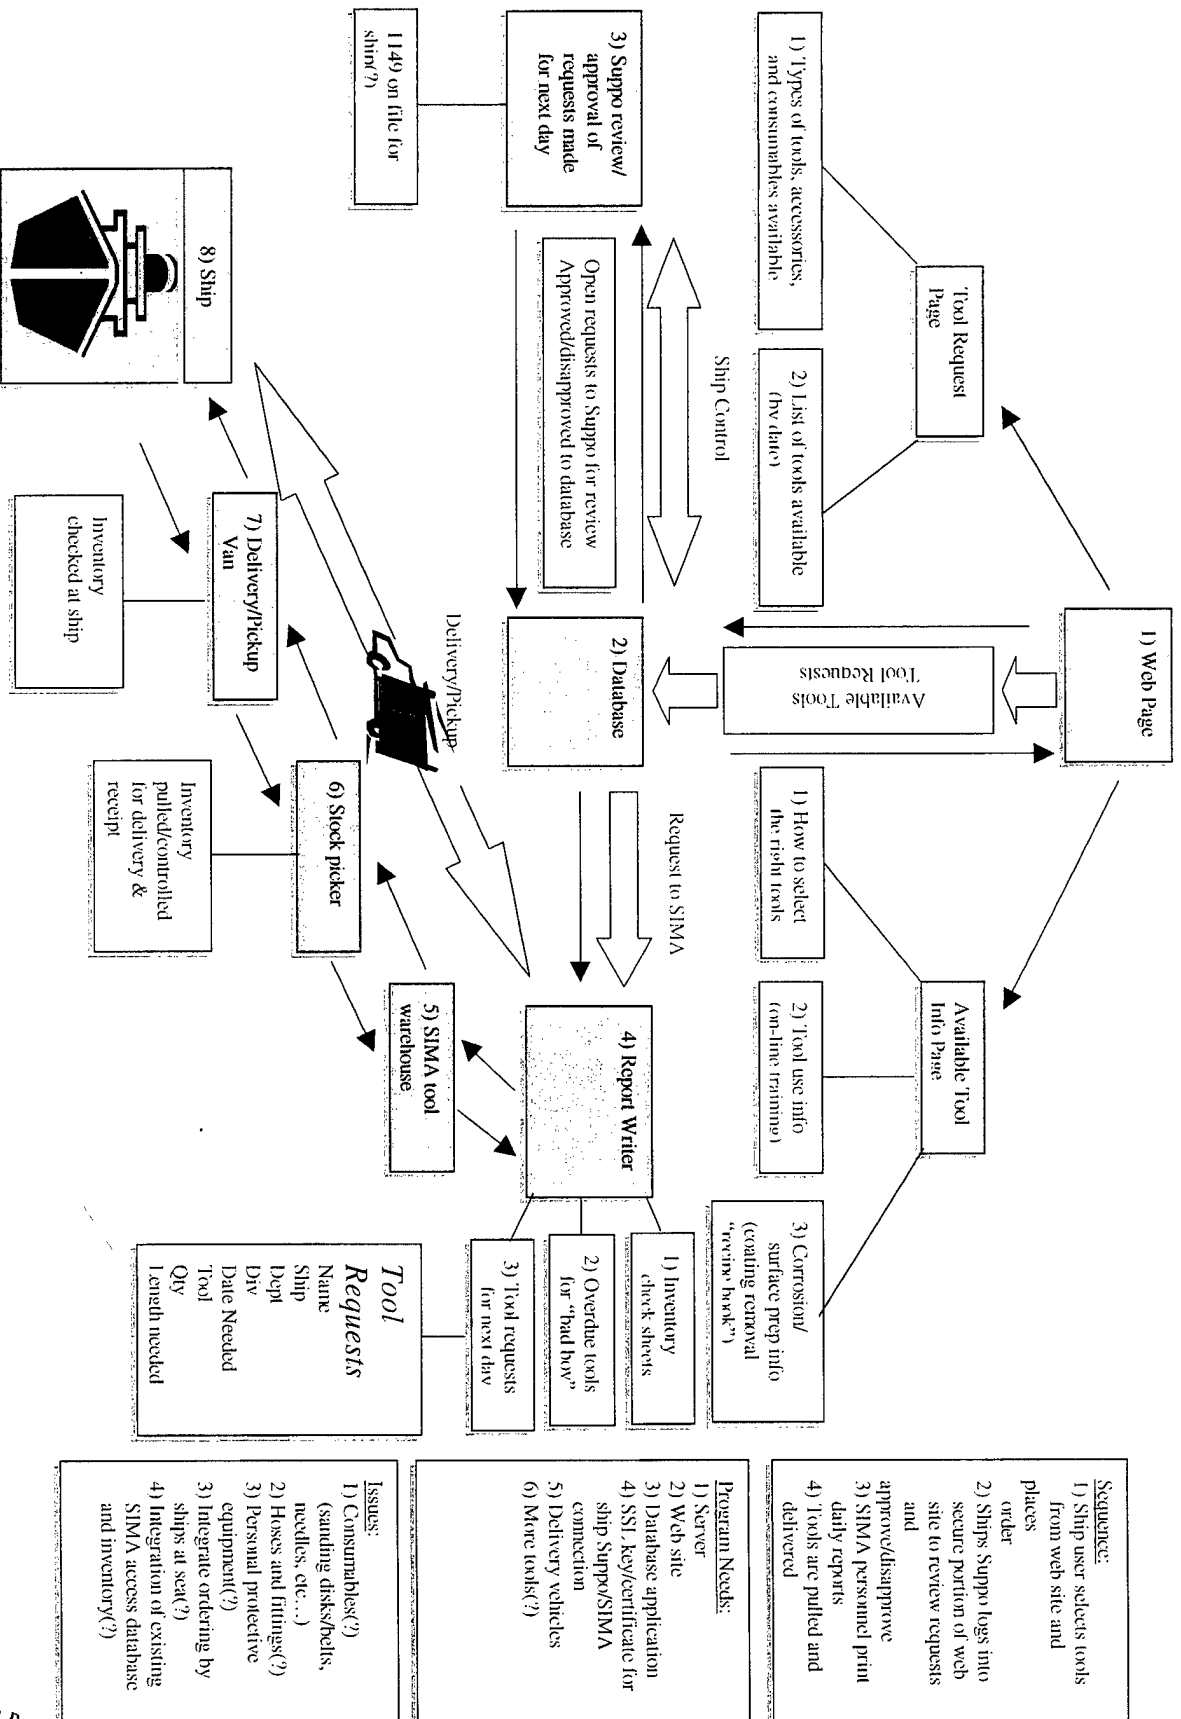 1) Web Page
Tool Request
Page
1) Types of tools, accessories,
and consumables available
2) List of tools available
(by date)
Available Tool
Info Page
1) How to select
the right tools
2) Tool use info
(on-line training)
3) Corrosion/
surface prep info
(coating removal
"recipe book")
Available Tools
Tool Requests
Ship Control
3) Suppo review/
approval of
requests made
for next day
1149 on file for
ship(?)
Open requests to Suppo for review
Approved/disapproved to database
2) Database
Request to SIMA
4) Report Writer
1) Inventory
check sheets
2) Overdue tools
for "bad boy"
3) Tool requests
for next day
Tool
Requests
Name
Ship
Dept
Div
Date Needed
Tool
Qty
Length needed
Delivery/Pickup
5) SIMA tool
warehouse
6) Stock picker
Inventory
pulled/controlled
for delivery &
receipt
7) Delivery/Pickup
Van
Inventory
checked at ship
8) Ship
Sequence:
1) Ship user selects tools
from web site and
places
order
2) Ships Suppo logs into
secure portion of web
site to review requests
and
approve/disapprove
3) SIMA personnel print
daily reports
4) Tools are pulled and
delivered
Program Needs:
1) Server
2) Web site
3) Database application
4) SSL key/certificate for
ship Suppo/SIMA
connection
5) Delivery vehicles
6) More tools(?)
Issues:
1) Consumables(?)
(sanding disks/belts,
needles, etc…)
2) Hoses and fittings(?)
3) Personal protective
equipment(?)
3) Integrate ordering by
ships at sea(?)
4) Integration of existing
SIMA access database
and inventory(?)